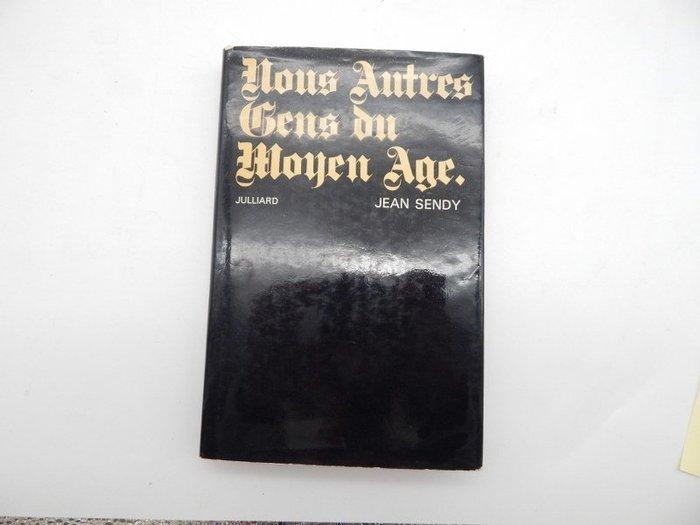 Nous Autres
Gens du
Moyen Age.
JULLIARD JEAN SENDY